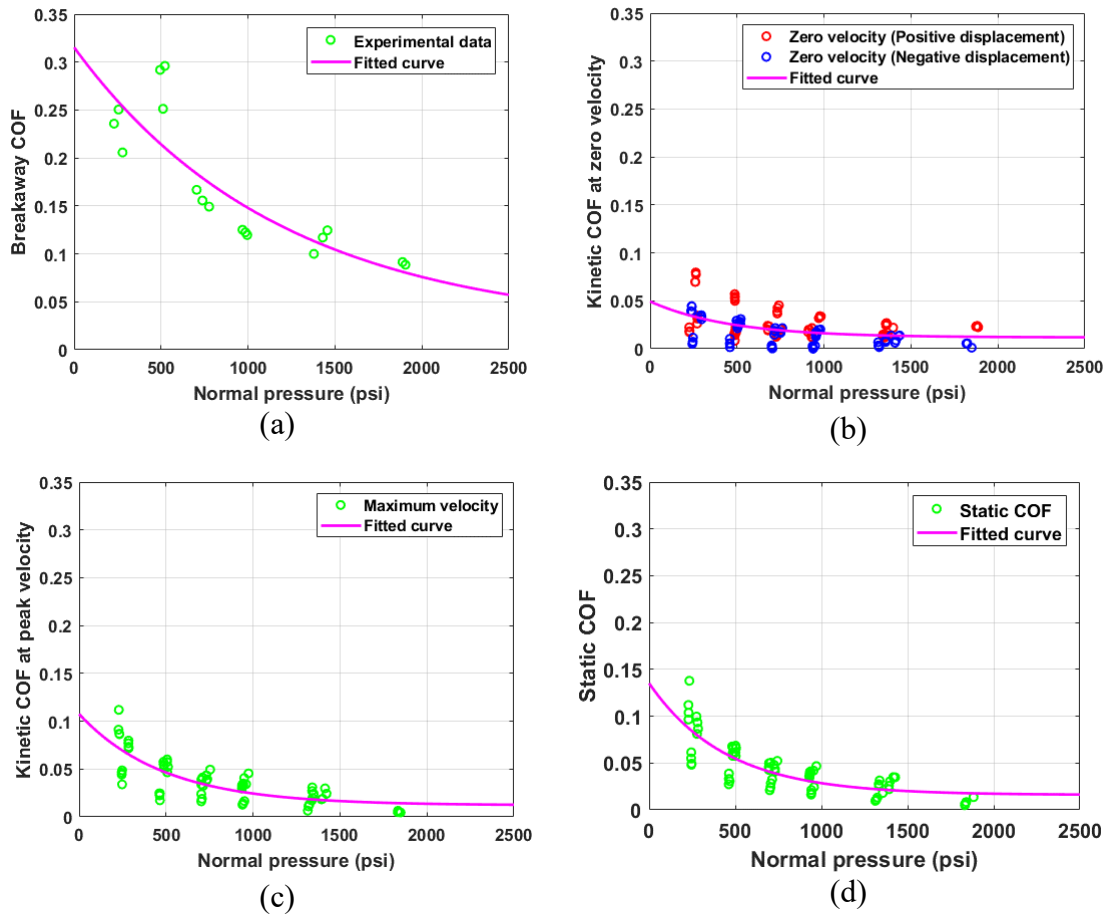 0.35
0.3
0.25
0.2
0.15
0.1
0.05
0
Breakaway COF
Experimental data
Fitted curve
0 500 1000 1500 2000 2500
Normal pressure (psi)
(a)
0.35
0.3
0.25
0.2
0.15
0.1
0.05
0
Kinetic COF at zero velocity
Zero velocity (Positive displacement)
Zero velocity (Negative displacement)
Fitted curve
0 500 1000 1500 2000 2500
Normal pressure (psi)
(b)
0.35
0.3
0.25
0.2
0.15
0.1
0.05
0
Kinetic COF at peak velocity
Maximum velocity
Fitted curve
0 500 1000 1500 2000 2500
Normal pressure (psi)
(c)
0.35
0.3
0.25
0.2
0.15
0.1
0.05
0
Static COF
Static COF
Fitted curve
0 500 1000 1500 2000 2500
Normal pressure (psi)
(d)